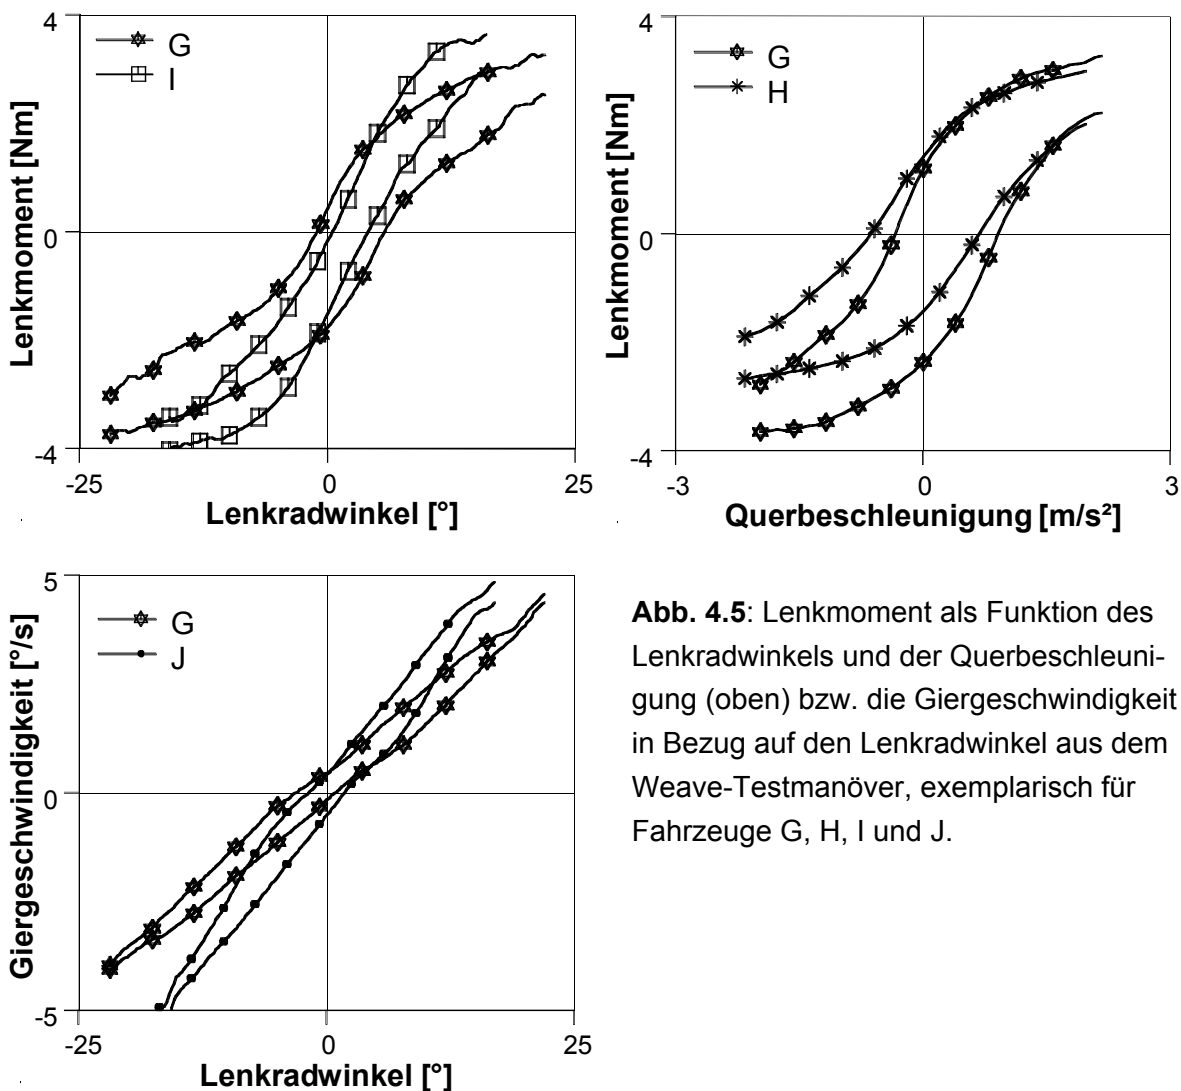 4
G
I
Lenkmoment [Nm]
0
-4
-25
0
25
Lenkradwinkel [°]
4
G
H
Lenkmoment [Nm]
0
-4
-3
0
3
Querbeschleunigung [m/s²]
5
G
J
Giergeschwindigkeit [°/s]
0
-5
-25
0
25
Lenkradwinkel [°]
Abb. 4.5: Lenkmoment als Funktion des
Lenkradwinkels und der Querbeschleuni-
gung (oben) bzw. die Giergeschwindigkeit
in Bezug auf den Lenkradwinkel aus dem
Weave-Testmanöver, exemplarisch für
Fahrzeuge G, H, I und J.